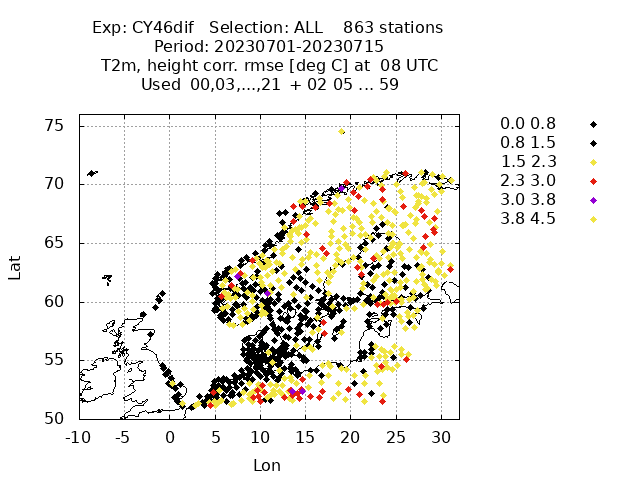 Exp: CY46dif   Selection: ALL    863 stations
Period: 20230701-20230715
T2m, height corr. rmse [deg C] at  08 UTC
Used  00,03,...,21  + 02 05 ... 59
0.0 0.8
0.8 1.5
1.5 2.3
2.3 3.0
3.0 3.8
3.8 4.5
75
70
65
60
55
50
Lat
-10 -5 0 5 10 15 20 25 30
Lon